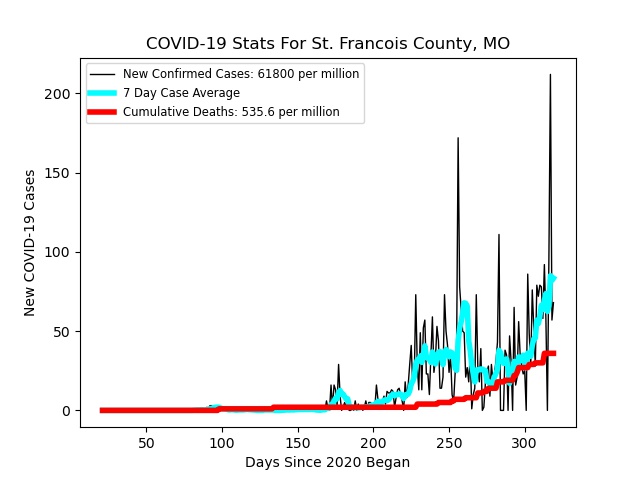 COVID-19 Stats For St. Francois County, MO
New Confirmed Cases: 61800 per million
7 Day Case Average
Cumulative Deaths: 535.6 per million
New COVID-19 Cases
200
150
100
50
0
50
100
150
200
250
300
Days Since 2020 Began